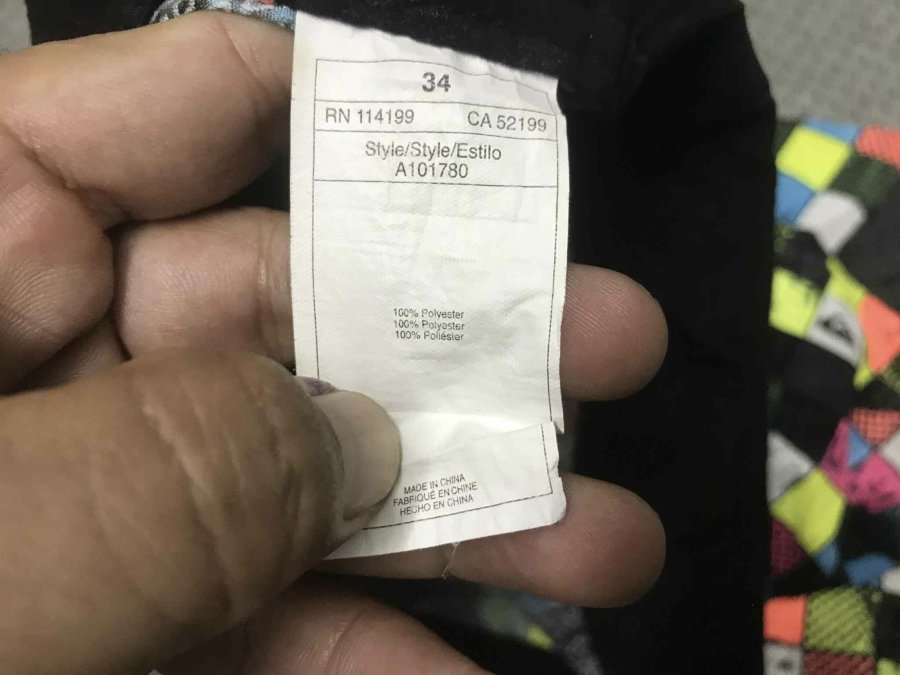 34
RN 114199 CA 52199
Style/Style/Estilo
A101780
100% Polyester
100% Polyester
100% Poliéster
MADE IN CHINA
FABRIQUÉ EN CHINE
HECHO EN CHINA